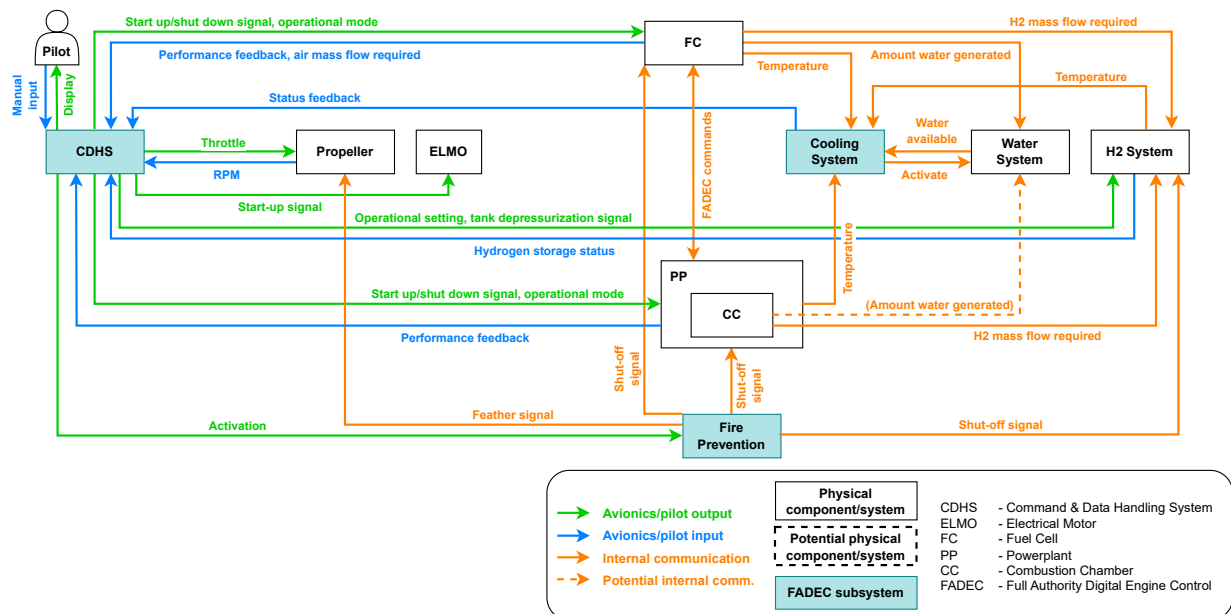 Start up/shut down signal, operational mode
H2 mass flow required
Pilot
FC
Performance feedback, air mass flow required
Amount water generated
Temperature
Temperature
Manual
input
Display
Status feedback
FADEC commands
Water
available
CDHS
Throttle
Propeller
ELMO
Cooling
System
Water
System
H2 System
RPM
Activate
Start-up signal
Operational setting, tank depressurization signal
Hydrogen storage status
Temperature
PP
Start up/shut down signal, operational mode
CC
(Amount water generated)
Performance feedback
H2 mass flow required
Shut-off
signal
Shut-off
signal
Feather signal
Activation
Fire
Prevention
Shut-off signal
Avionics/pilot output
Avionics/pilot input
Internal communication
Potential internal comm.
Physical
component/system
Potential physical
component/system
FADEC subsystem
CDHS - Command & Data Handling System
ELMO - Electrical Motor
FC - Fuel Cell
PP - Powerplant
CC - Combustion Chamber
FADEC - Full Authority Digital Engine Control